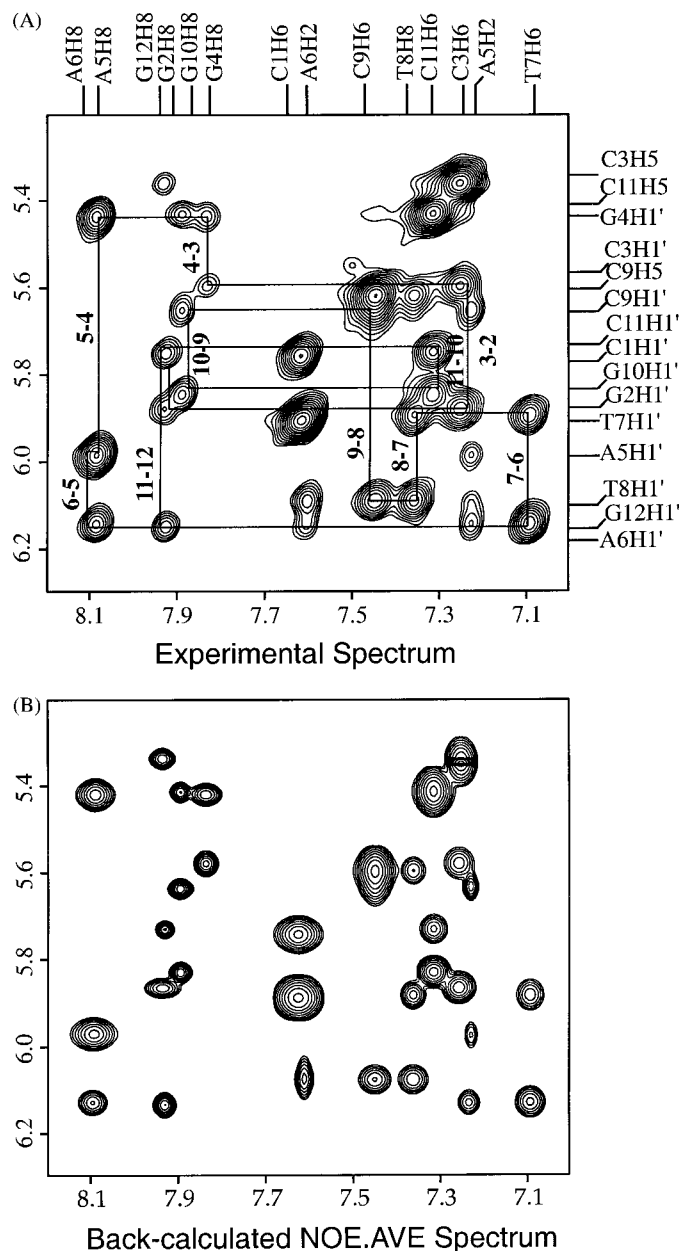 (A)
A6H8
A5H8
G12H8
G2H8
G10H8
G4H8
C1H6
A6H2
C9H6
T8H8
C11H6
C3H6
A5H2
T7H6
5.4
5.6
5.8
6.0
6.2
C3H5
C11H5
G4H1'
C3H1'
C9H5
C9H1'
C11H1'
C1H1'
G10H1'
G2H1'
T7H1'
A5H1'
T8H1'
G12H1'
A6H1'
4-3
5-4
10-9
11-10
3-2
6-5
11-12
9-8
8-7
7-6
8.1
7.9
7.7
7.5
7.3
7.1
Experimental Spectrum
(B)
5.4
5.6
5.8
6.0
6.2
8.1
7.9
7.7
7.5
7.3
7.1
Back-calculated NOE.AVE Spectrum